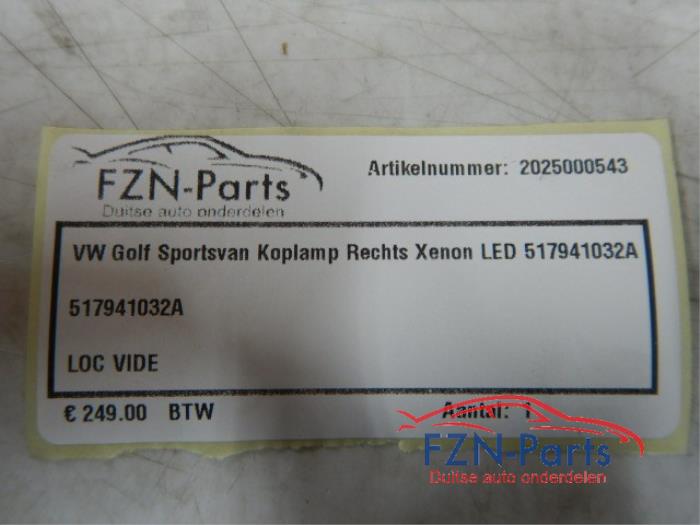 FZN-Parts
Duitse auto onderdelen
Artikelnummer: 2025000543
VW Golf Sportsvan Koplamp Rechts Xenon LED 517941032A
517941032A
LOC VIDE
€ 249.00 BTW
Aantal: 1
FZN-Parts
Duitse auto onderdelen